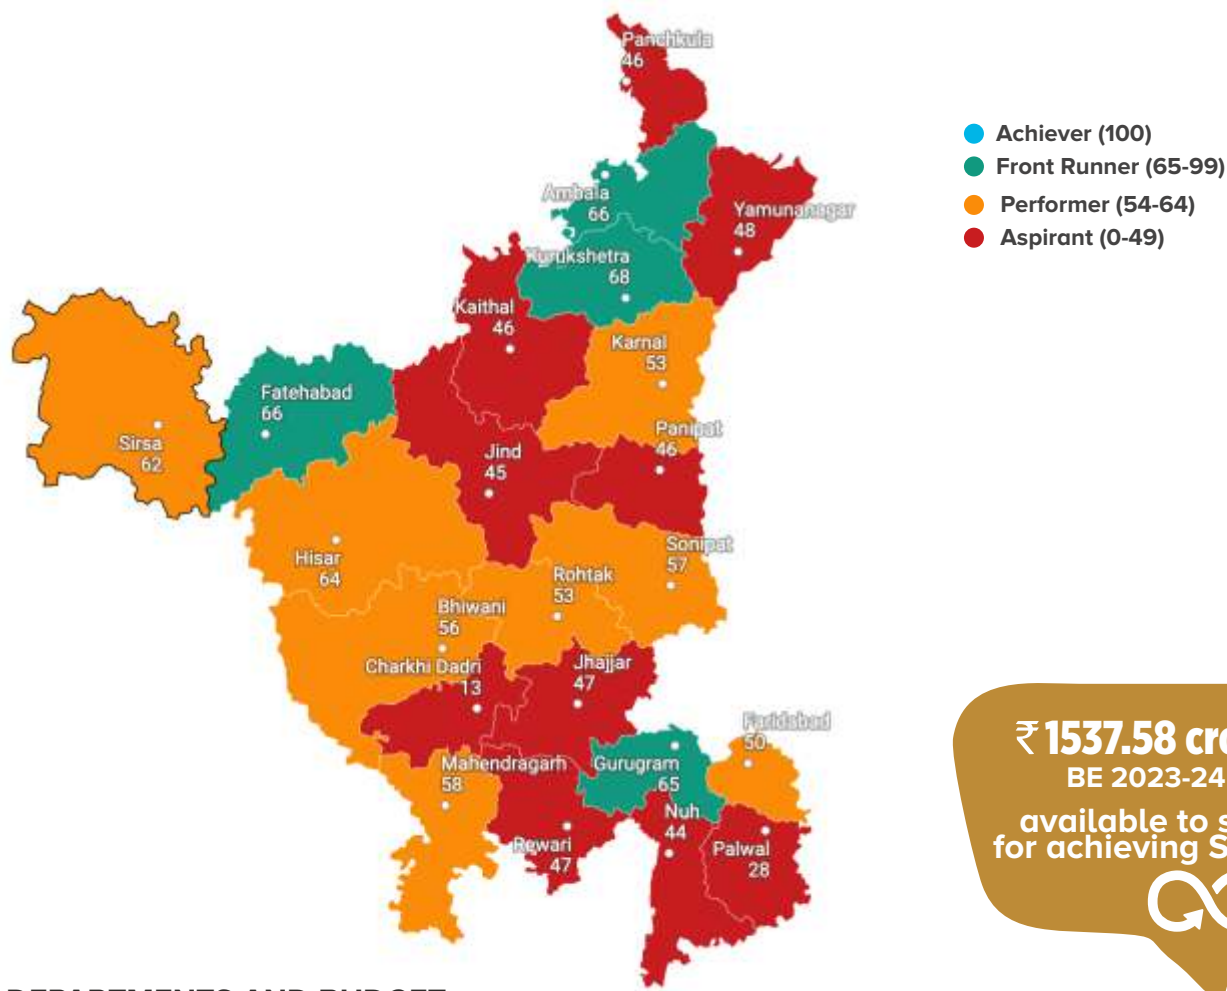 Panchkula
46
Achiever (100)
Front Runner (65-99)
Performer (54-64)
Aspirant (0-49)
Ambala
66
Yamunanagar
48
Kurukshetra
68
Kaithal
46
Karnal
53
Fatehabad
66
Sirsa
62
Jind
45
Panipat
46
Hisar
64
Sonipat
57
Rohtak
53
Bhiwani
56
Charkhi Dadri
13
Jhajjar
47
Faridabad
50
Mahendragarh
58
Gurugram
65
Nuh
44
Rewari
47
Palwal
28
₹ 1537.58 cr
BE 2023-24
available to s
for achieving S
DEPARTMENTS AND BUDGET